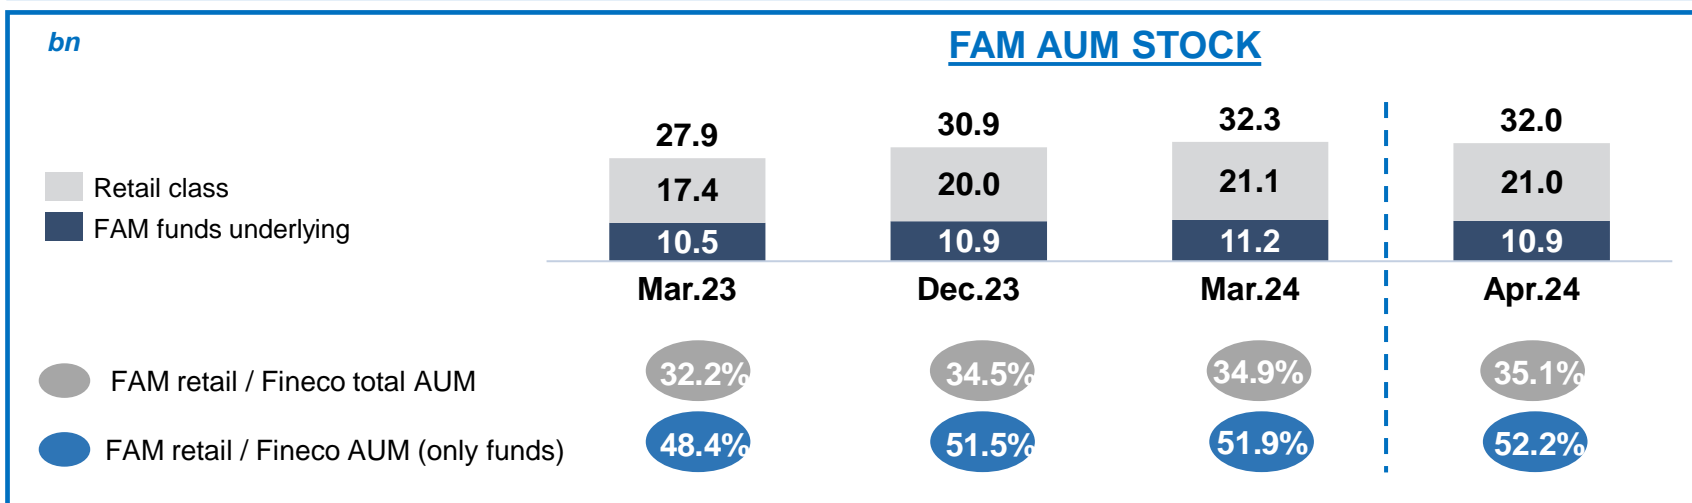 bn
FAM AUM STOCK
27.9 30.9 32.3 32.0
Retail class 17.4 20.0 21.1 21.0
FAM funds underlying 10.5 10.9 11.2 10.9
Mar.23 Dec.23 Mar.24 Apr.24
FAM retail / Fineco total AUM 32.2% 34.5% 34.9% 35.1%
FAM retail / Fineco AUM (only funds) 48.4% 51.5% 51.9% 52.2%